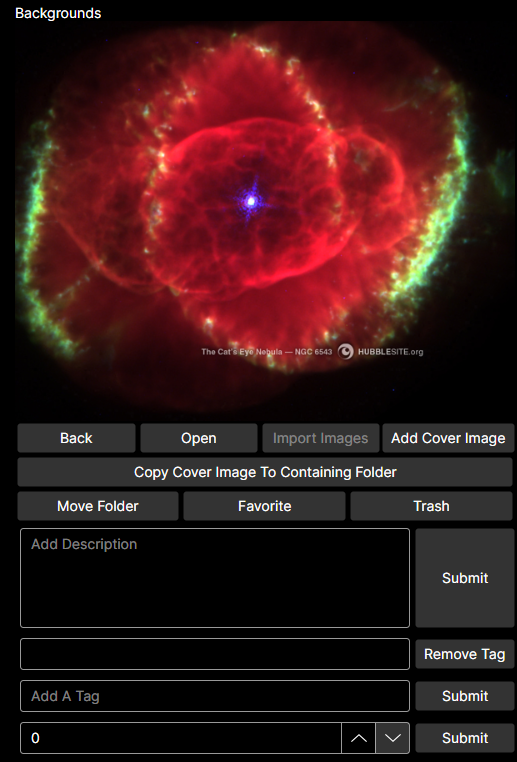 Backgrounds
The Cat's Eye Nebula — NGC 6543 HUBBLESITE.org
Back Open Import Images Add Cover Image
Copy Cover Image To Containing Folder
Move Folder Favorite Trash
Add Description
Submit
Remove Tag
Add A Tag Submit
0 Submit